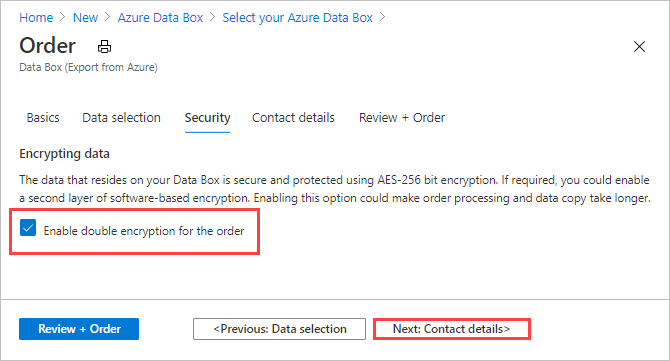 Home > New > Azure Data Box > Select your Azure Data Box >
Order
Data Box (Export from Azure)
Basics Data selection Security Contact details Review + Order
Encrypting data
The data that resides on your Data Box is secure and protected using AES-256 bit encryption. If required, you could enable
a second layer of software-based encryption. Enabling this option could make order processing and data copy take longer.
Enable double encryption for the order
Review + Order <Previous: Data selection Next: Contact details>